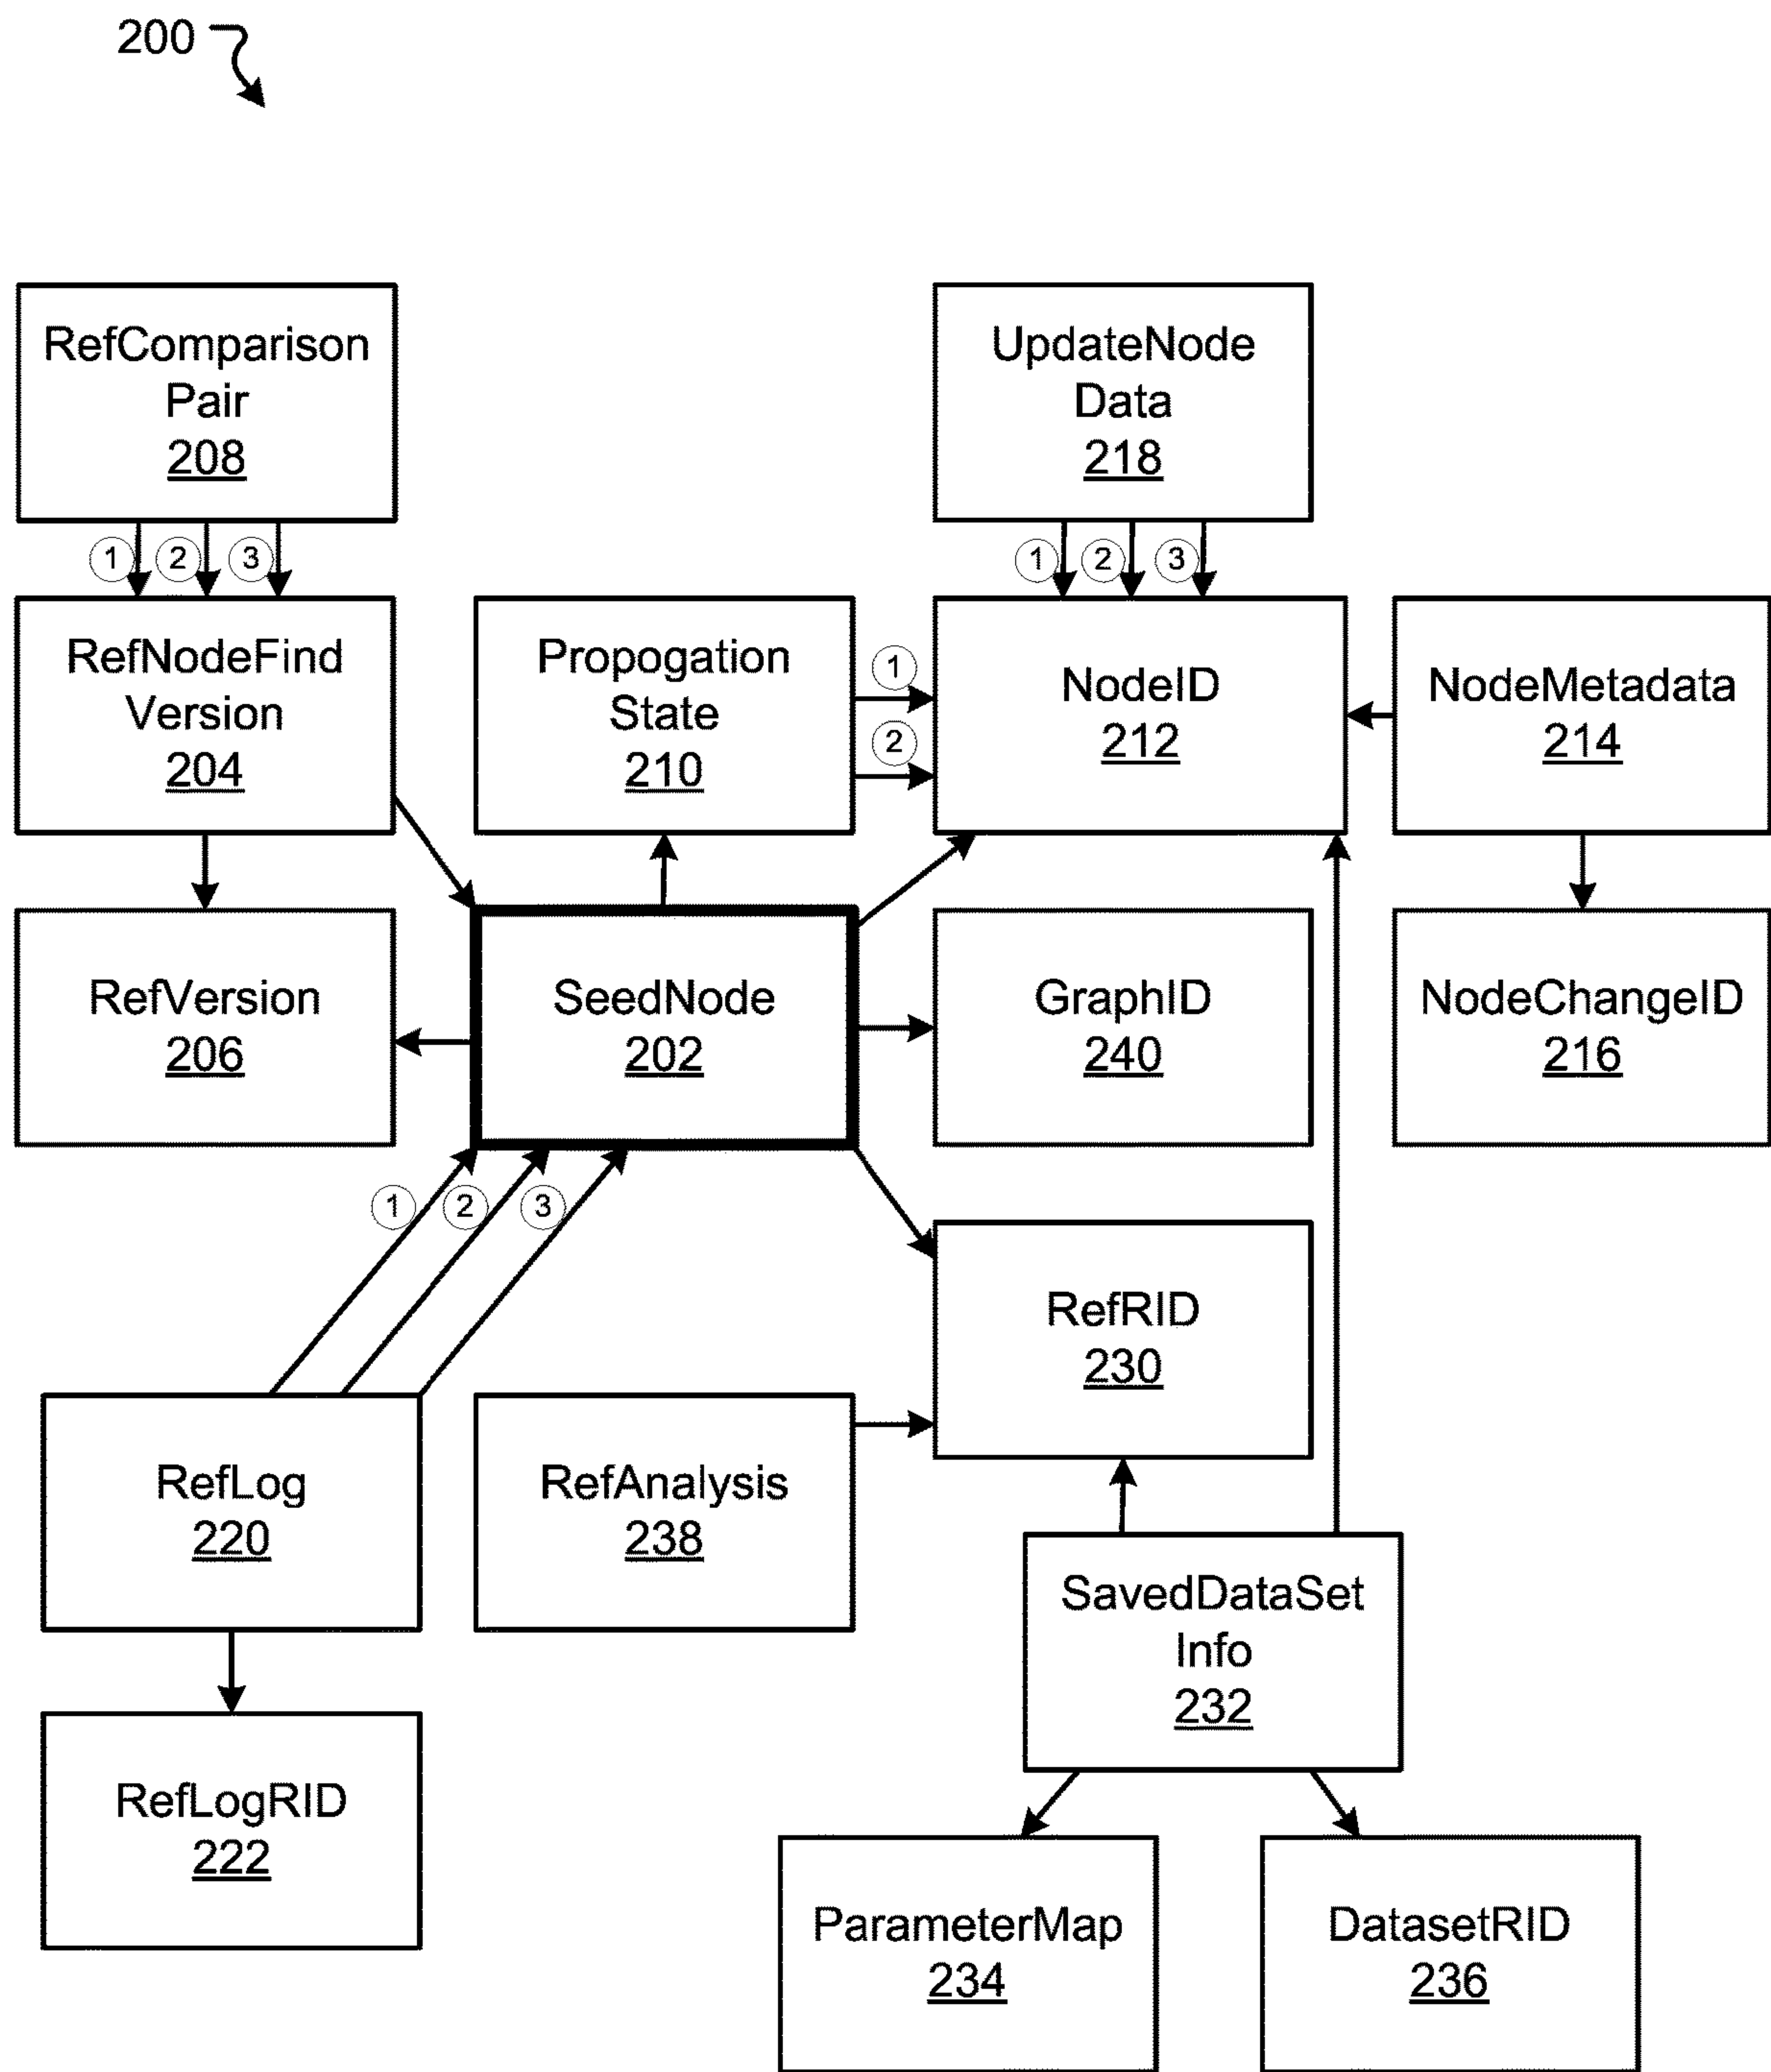 200
RefComparison
Pair
208
UpdateNode
Data
218
1
2
3
1
2
3
RefNodeFind
Version
204
Propogation
State
210
1
2
NodeID
212
NodeMetadata
214
RefVersion
206
SeedNode
202
GraphID
240
NodeChangeID
216
1
2
3
RefRID
230
RefLog
220
RefAnalysis
238
SavedDataSet
Info
232
RefLogRID
222
ParameterMap
234
DatasetRID
236